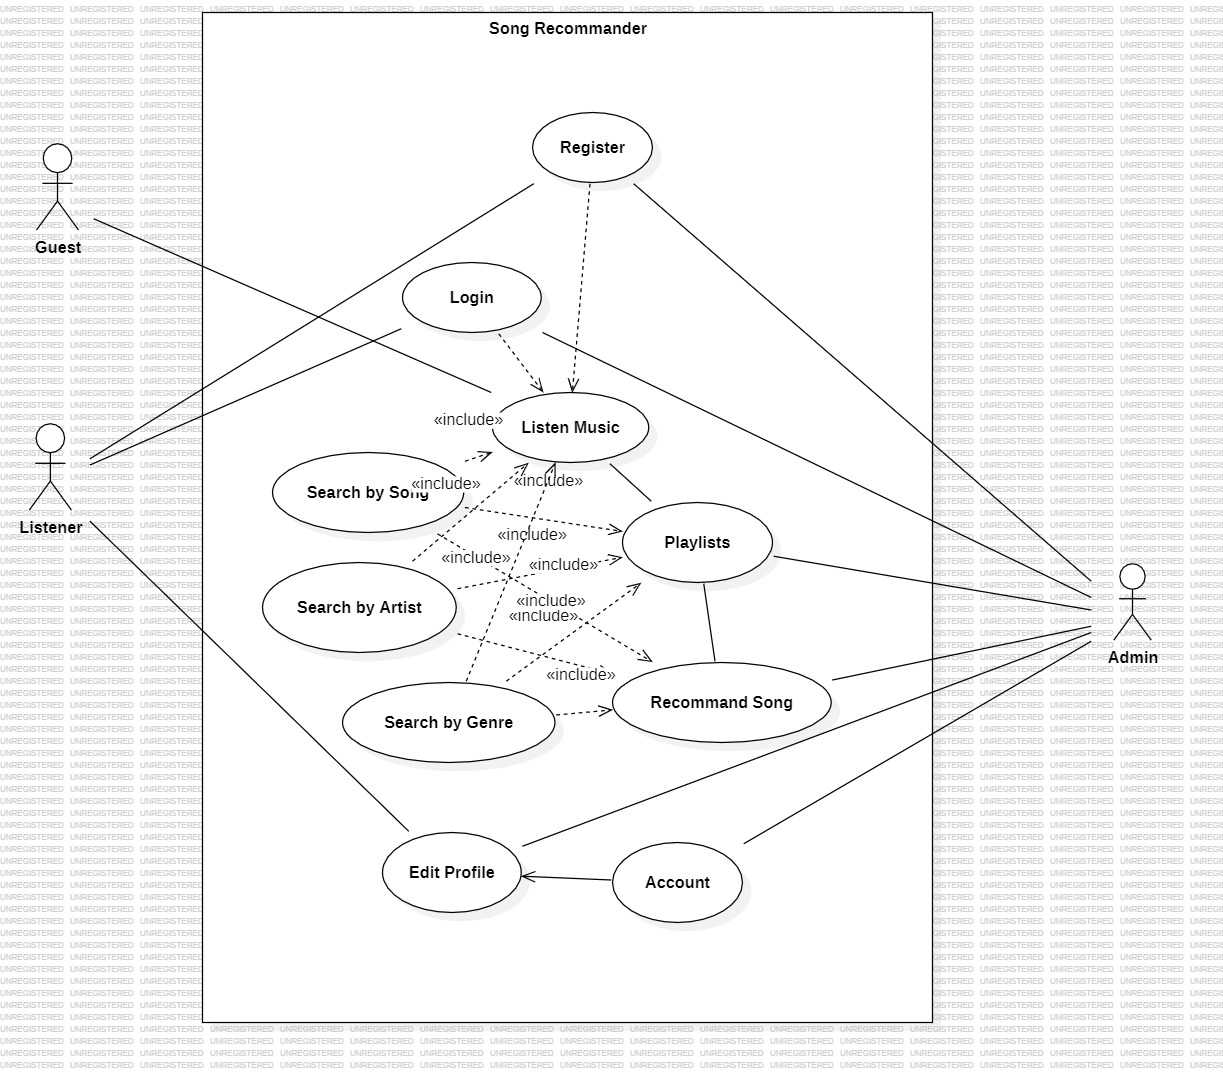 Song Recommander
Register
Guest
Login
«include»
Listen Music
Search by Song
«include»
«include»
Listener
«include»
Playlists
«include»
«include»
Search by Artist
«include»
«include»
Admin
«include»
Recommand Song
Search by Genre
Edit Profile
Account
UNREGISTERED